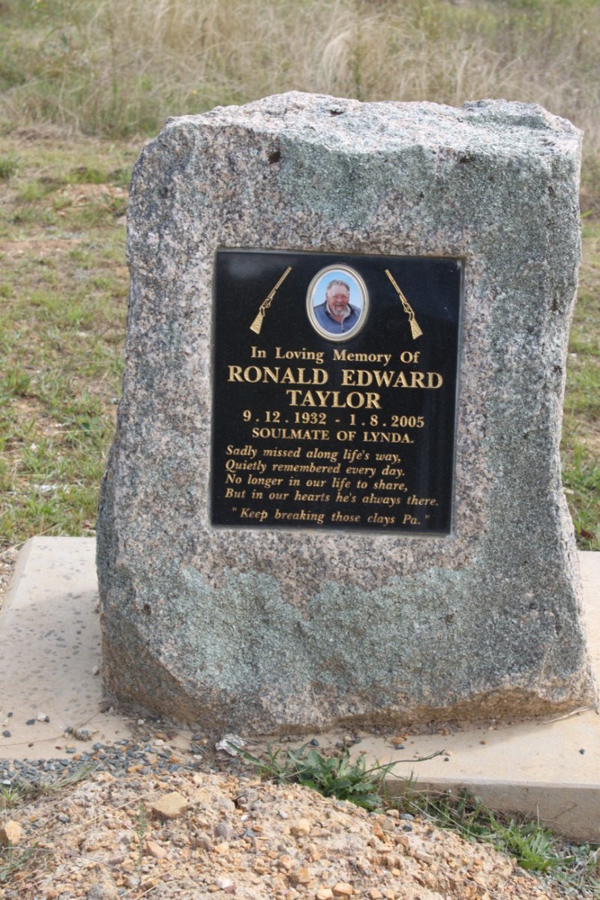 In Loving Memory Of
RONALD EDWARD
TAYLOR
9.12.1932 - 1.8.2005
SOULMATE OF LYNDA.
Sadly missed along life's way,
Quietly remembered every day.
No longer in our life to share,
But in our hearts he's always there.
"Keep breaking those clays Pa."